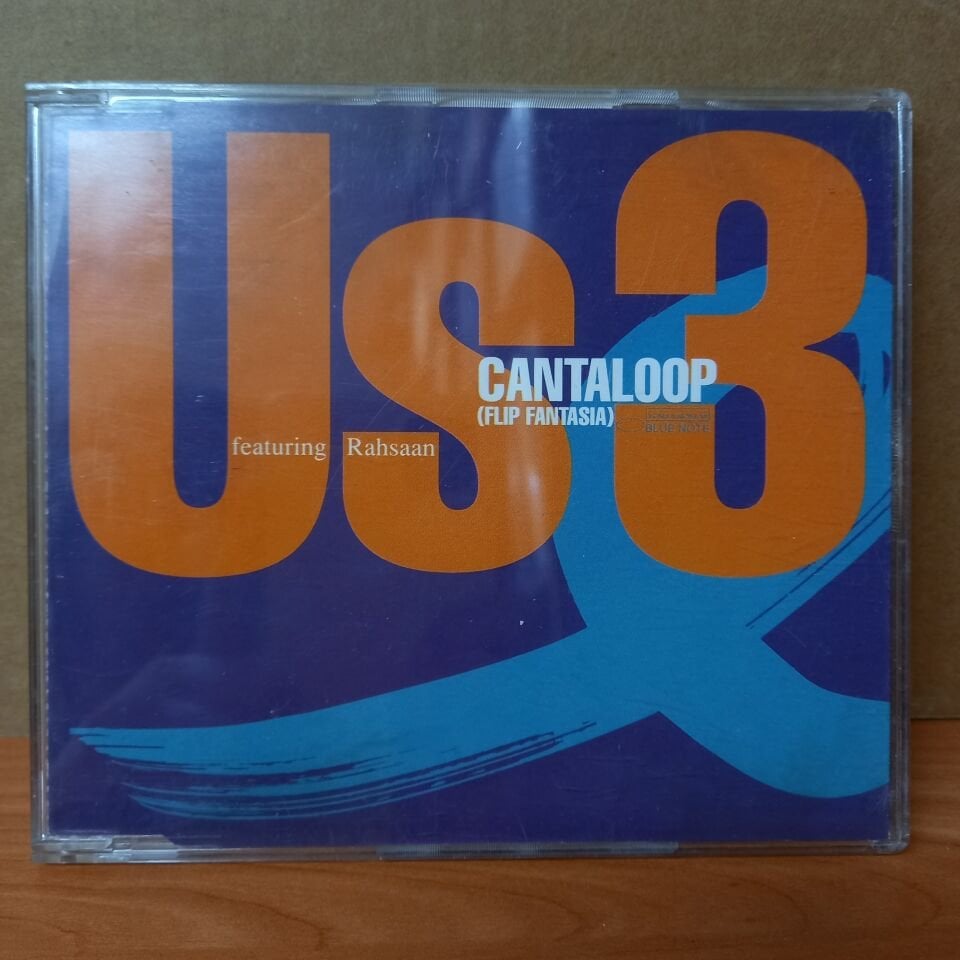 Us3
CANTALOOP
(FLIP FANTASIA)
BLUE NOTE
featuring Rahsaan